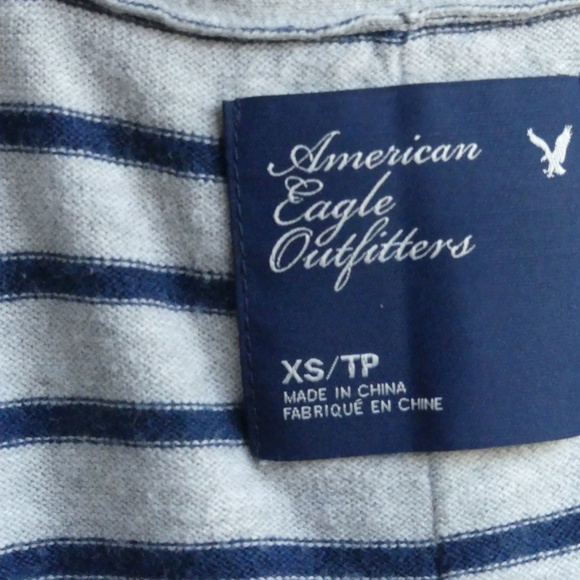 American
Eagle
Outfitters
XS/TP
MADE IN CHINA
FABRIQUÉ EN CHINE